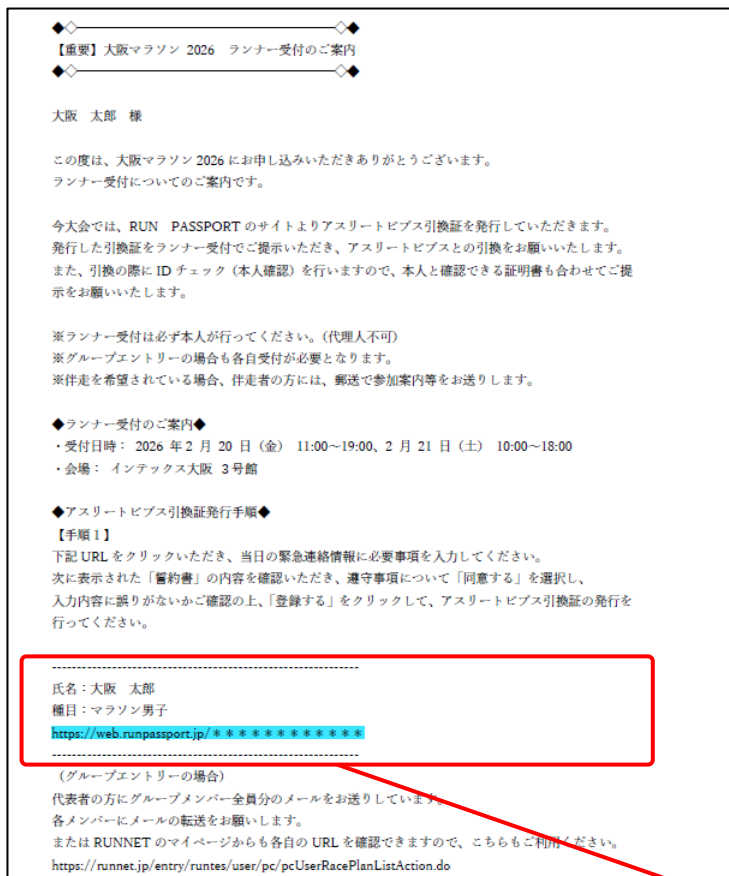 ◆◇――――――――――――――――――◇◆
【重要】大阪マラソン 2026　ランナー受付のご案内
◆◇――――――――――――――――――◇◆
大阪　太郎　様
この度は、大阪マラソン 2026 にお申し込みいただきありがとうございます。
ランナー受付についてのご案内です。
今大会では、RUN　PASSPORT のサイトよりアスリートビブス引換証を発行していただきます。
発行した引換証をランナー受付でご提示いただき、アスリートビブスとの引換をお願いいたします。
また、引換の際に ID チェック（本人確認）を行いますので、本人と確認できる証明書も合わせてご提
示をお願いいたします。
※ランナー受付は必ず本人が行ってください。（代理人不可）
※グループエントリーの場合も各自受付が必要となります。
※伴走を希望されている場合、伴走者の方には、郵送で参加案内等をお送りします。
◆ランナー受付のご案内◆
・受付日時： 2026 年 2 月 20 日（金） 11:00～19:00、2 月 21 日（土） 10:00～18:00
・会場： インテックス大阪 3 号館
◆アスリートビブス引換証発行手順◆
【手順１】
下記 URL をクリックいただき、当日の緊急連絡情報に必要事項を入力してください。
次に表示された「誓約書」の内容を確認いただき、遵守事項について「同意する」を選択し、
入力内容に誤りがないかご確認の上、「登録する」をクリックして、アスリートビブス引換証の発行を
行ってください。
--------------------------------------------------------------
氏名：大阪　太郎
種目：マラソン男子
https://web.runpassport.jp/＊＊＊＊＊＊＊＊＊＊＊＊
--------------------------------------------------------------
（グループエントリーの場合）
代表者の方にグループメンバー全員分のメールをお送りしています。
各メンバーにメールの転送をお願いします。
または RUNNET のマイページからも各自の URL を確認できますので、こちらもご利用ください。
https://runnet.jp/entry/runtes/user/pc/pcUserRacePlanListAction.do